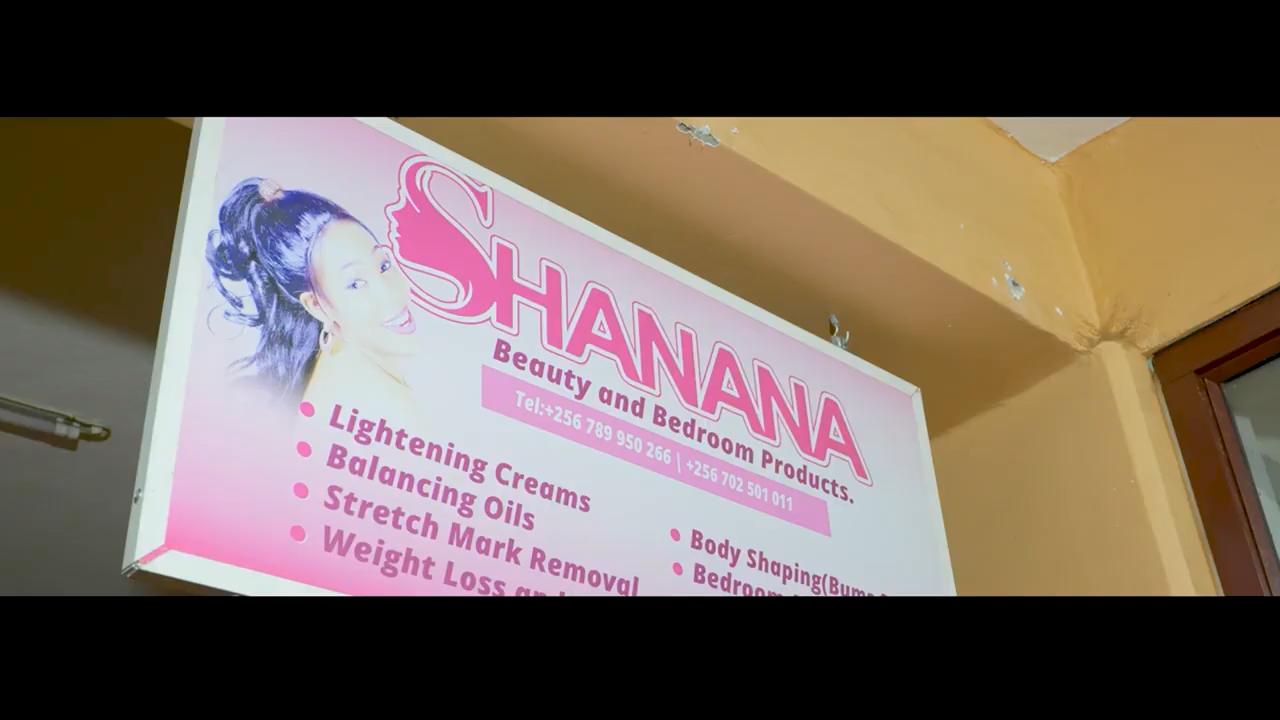 SHANANA
Beauty and Bedroom Products.
Tel:+256 789 950 266 | +256 702 501 011
Lightening Creams
Balancing Oils
Stretch Mark Removal
Weight Loss and
Body Shaping(Bum
Bedroom